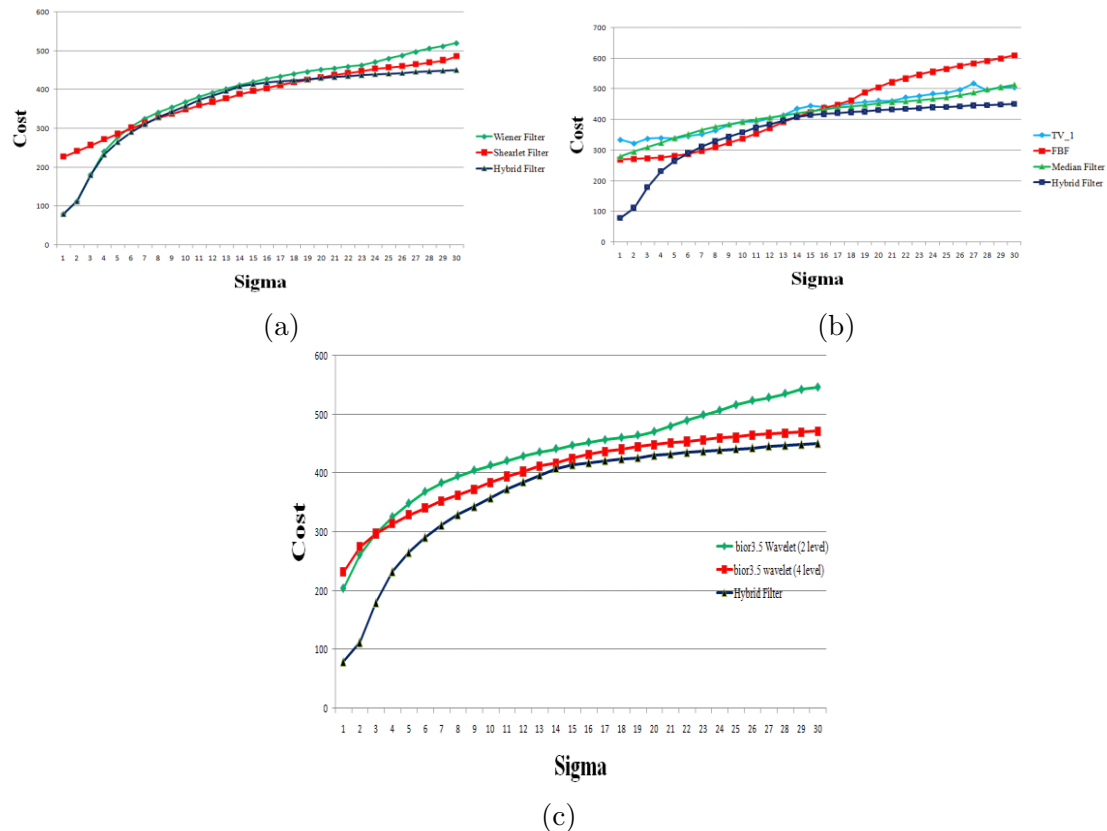 600
500
400
300
200
100
0
Cost
1 2 3 4 5 6 7 8 9 10 11 12 13 14 15 16 17 18 19 20 21 22 23 24 25 26 27 28 29 30
Sigma
Wiener Filter
Shearlet Filter
Hybrid Filter
(a)
700
600
500
400
300
200
100
0
Cost
1 2 3 4 5 6 7 8 9 10 11 12 13 14 15 16 17 18 19 20 21 22 23 24 25 26 27 28 29 30
Sigma
TV_1
FBF
Median Filter
Hybrid Filter
(b)
600
500
400
300
200
100
0
Cost
1 2 3 4 5 6 7 8 9 10 11 12 13 14 15 16 17 18 19 20 21 22 23 24 25 26 27 28 29 30
Sigma
bior3.5 Wavelet (2 level)
bior3.5 wavelet (4 level)
Hybrid Filter
(c)